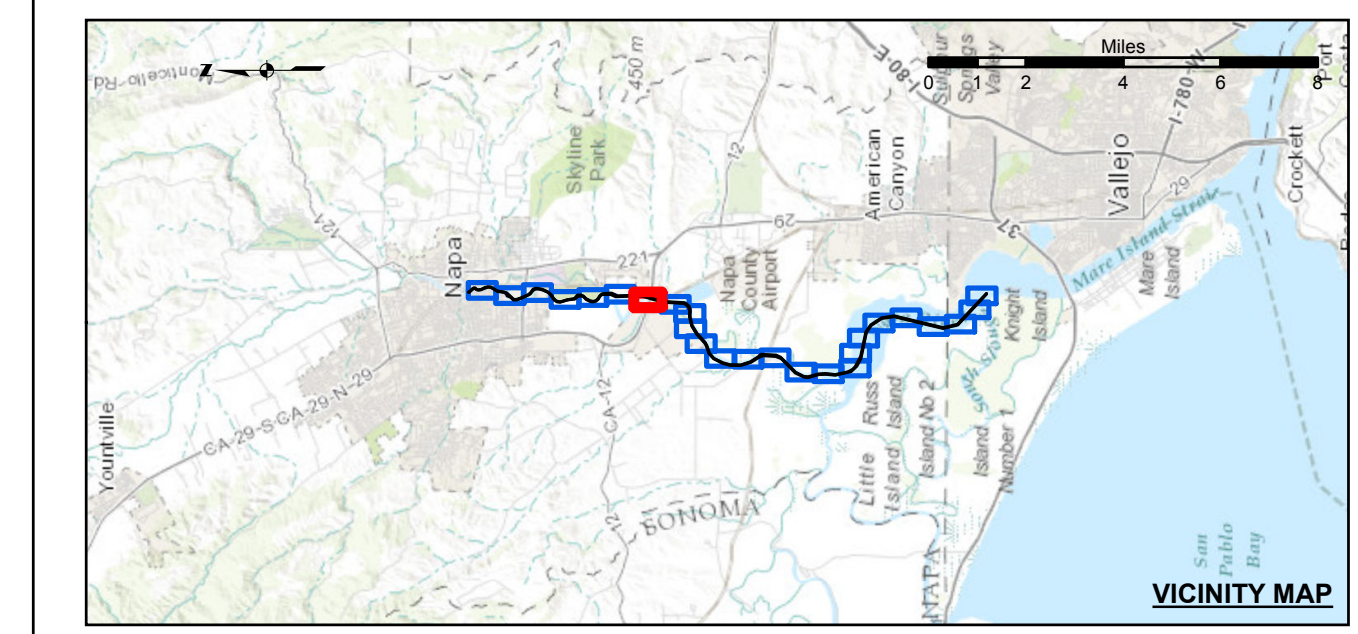 Monticello Rd
N
450 m
I-80-E
Sulphur
Springs
Valley
Miles
0 1 2 4 6 8
I-780-W
I
Port
Costa
Skyline
Park
12
American
Canyon
Vallejo
29
Crockett
121
Napa
221
29
37
Mare Island Strait
Mare
Island
Napa
County
Airport
Knight
Island
South Slough
CA-29-S CA-29-N-29
CA-12
12
Yountville
Russ
Island
Little
Island
Island No 2
Island
Number 1
SONOMA
NAPA
San
Pablo
Bay
VICINITY MAP